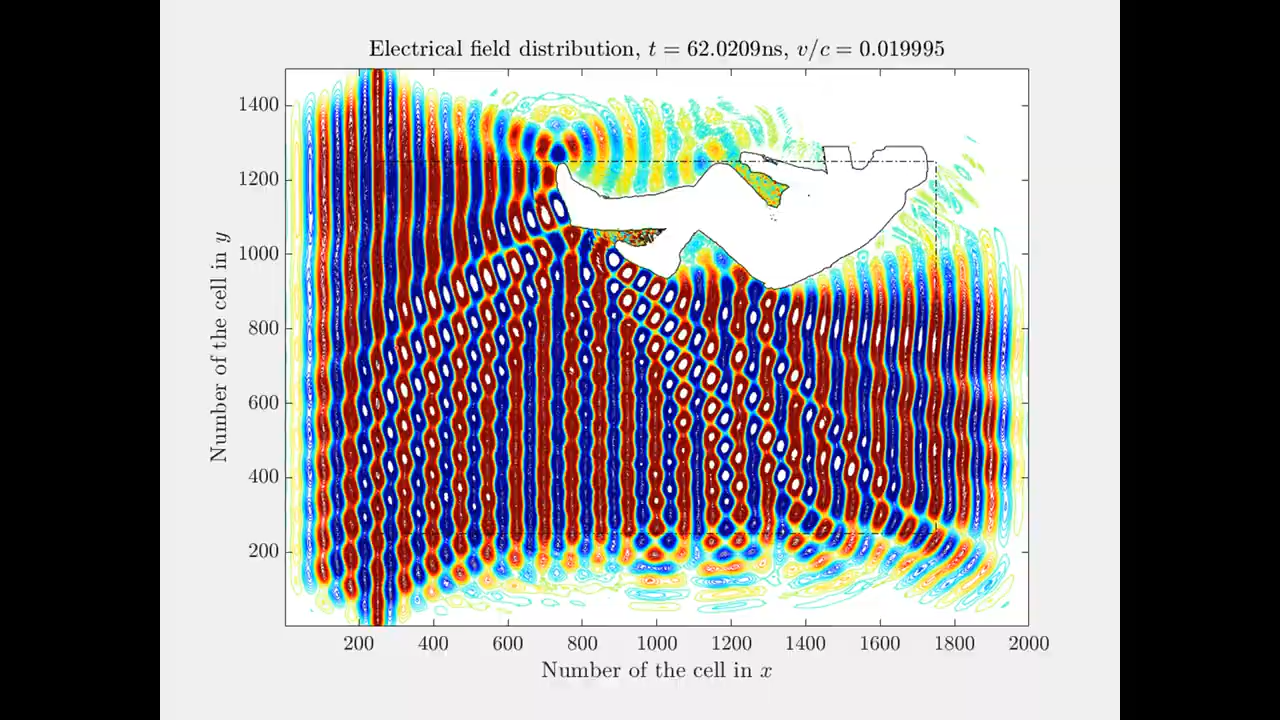 Electrical field distribution, t = 62.0209ns, v/c = 0.019995
1400
1200
1000
800
600
400
200
Number of the cell in y
200 400 600 800 1000 1200 1400 1600 1800 2000
Number of the cell in x